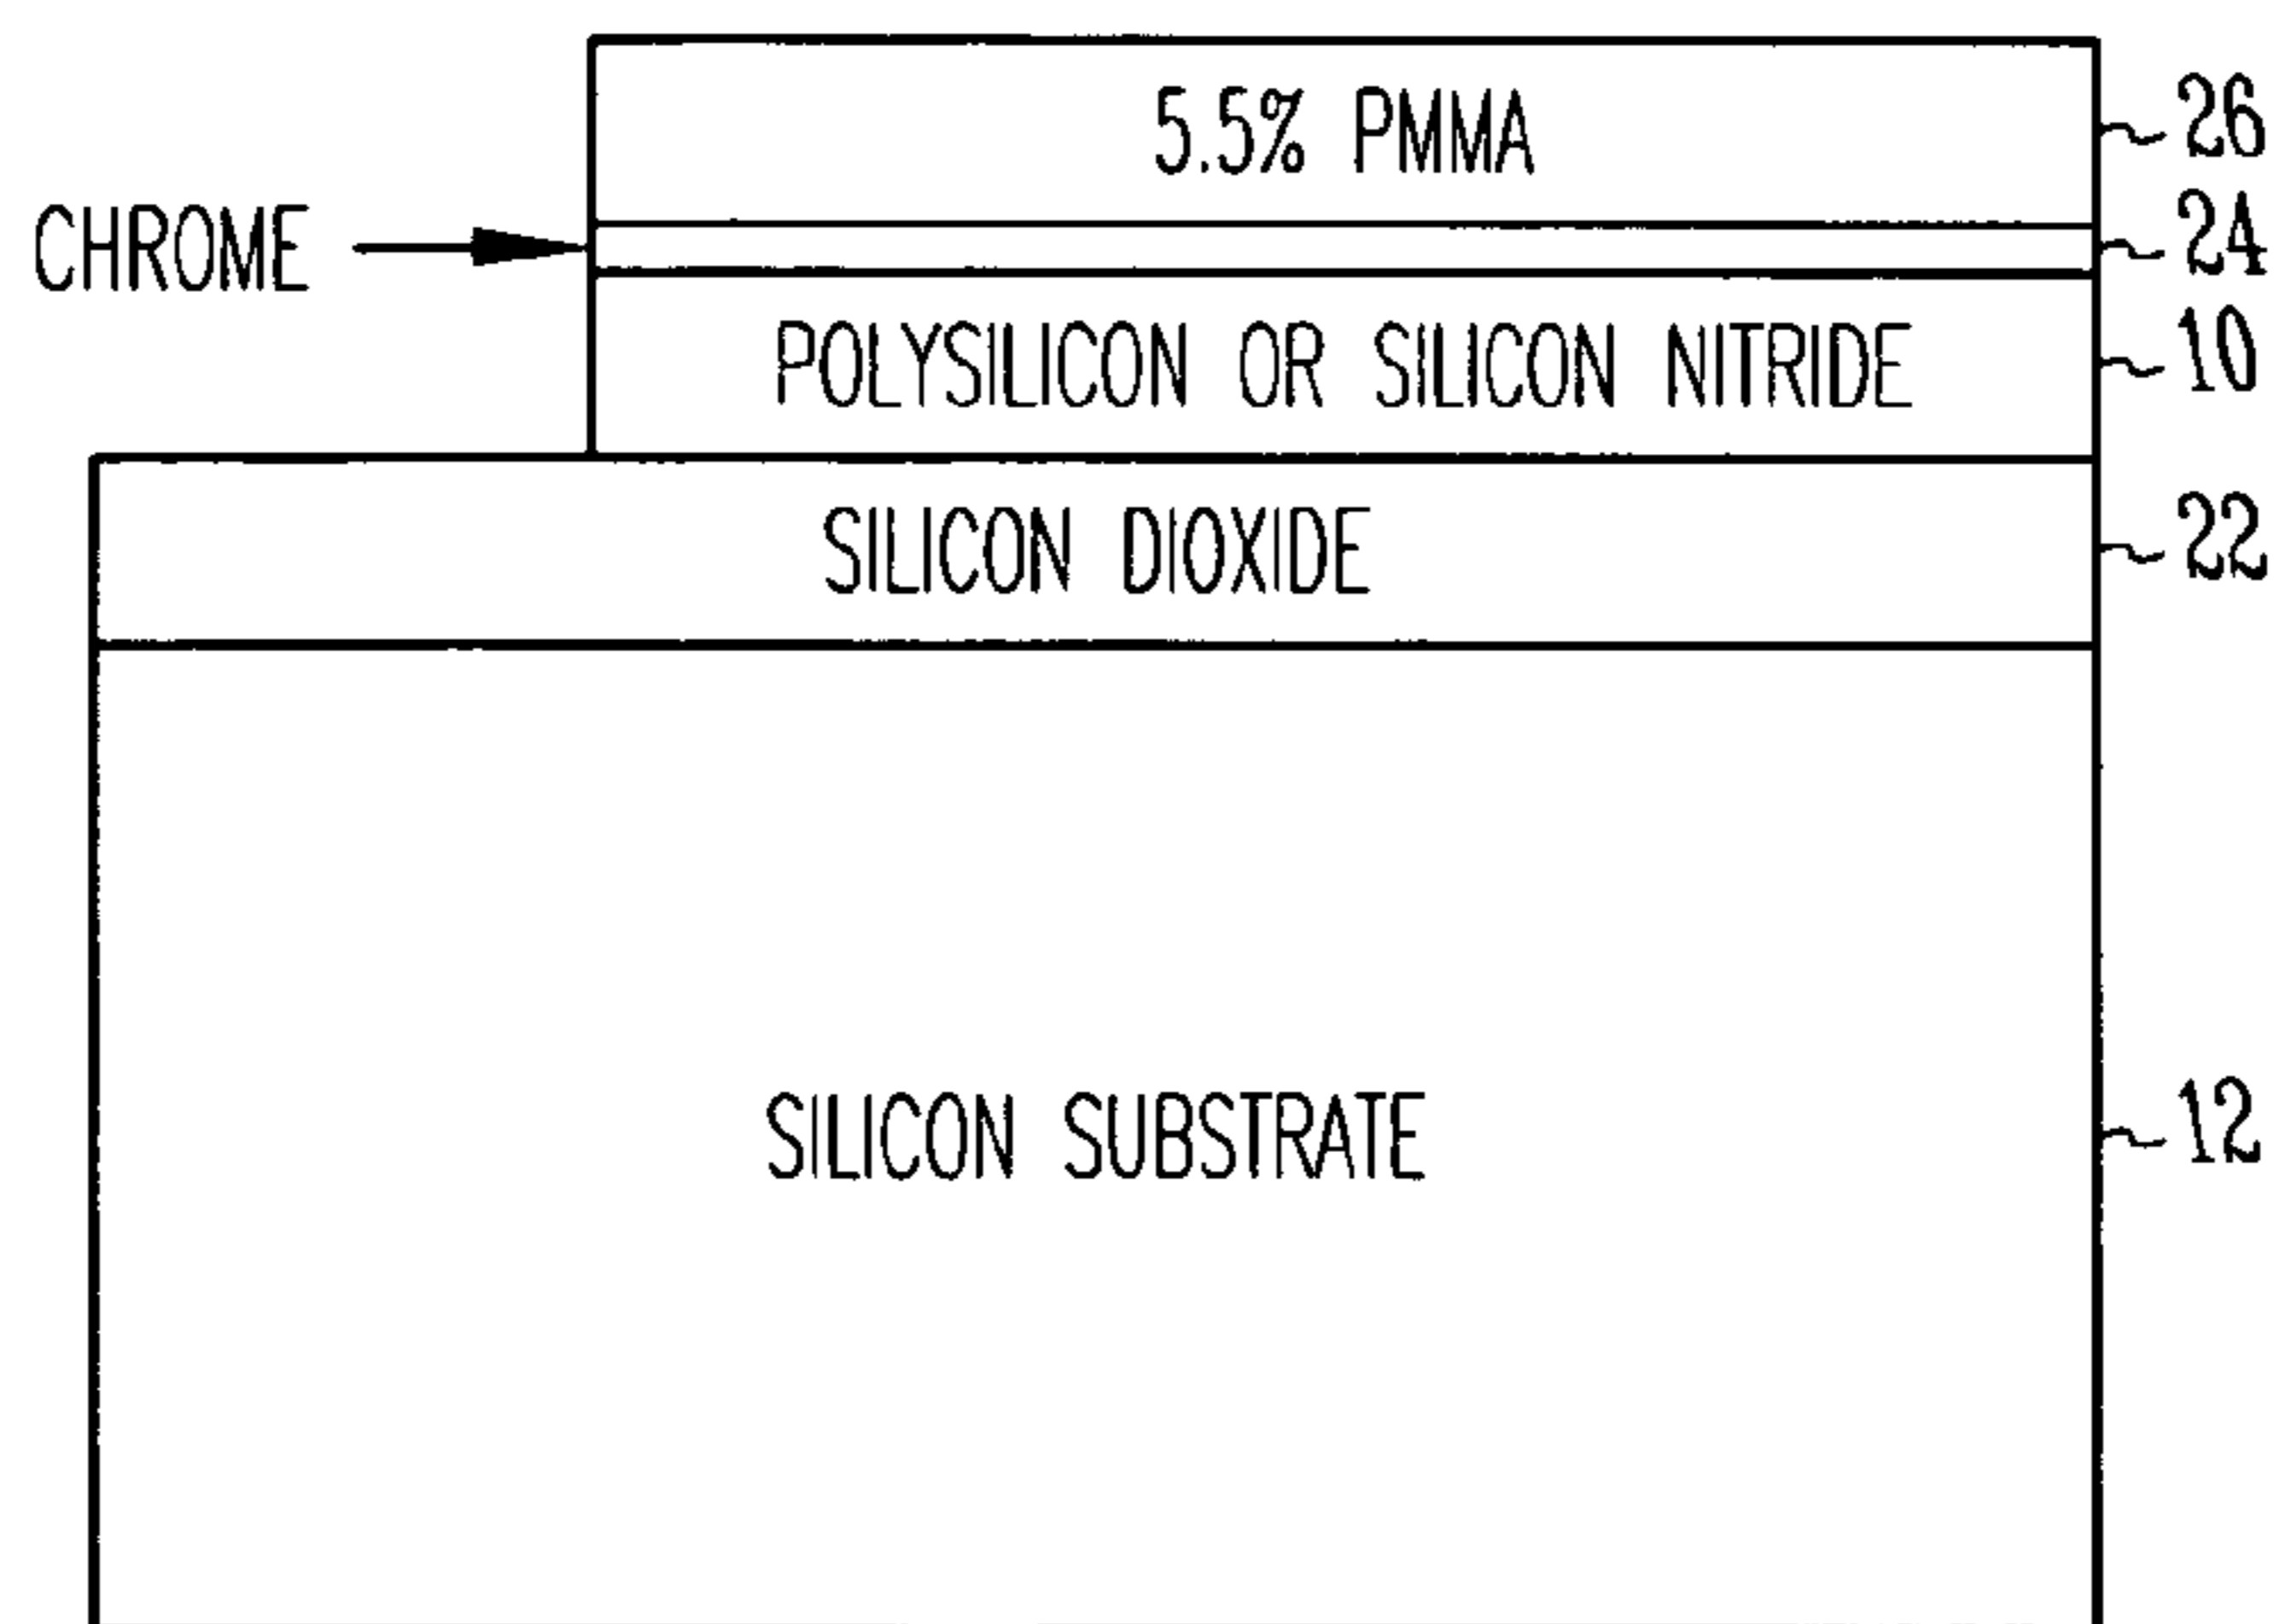 5.5% PMMA 26
CHROME 24
POLYSILICON OR SILICON NITRIDE 10
SILICON DIOXIDE 22
SILICON SUBSTRATE 12